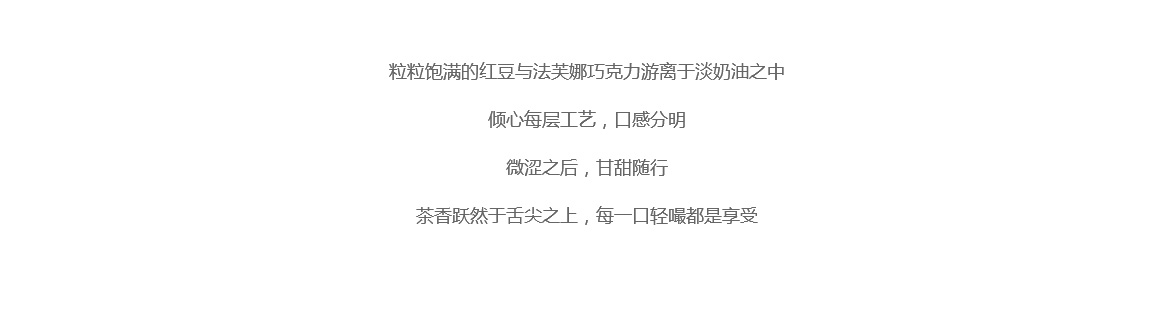 粒粒饱满的红豆与法芙娜巧克力游离于淡奶油之中
倾心每层工艺，口感分明
微涩之后，甘甜随行
茶香跃然于舌尖之上，每一口轻嘬都是享受